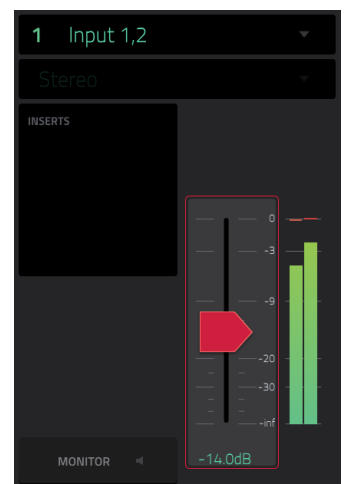 1 Input 1,2
Stereo
INSERTS
0
-3
-9
-20
-30
-inf
MONITOR
-14.0dB